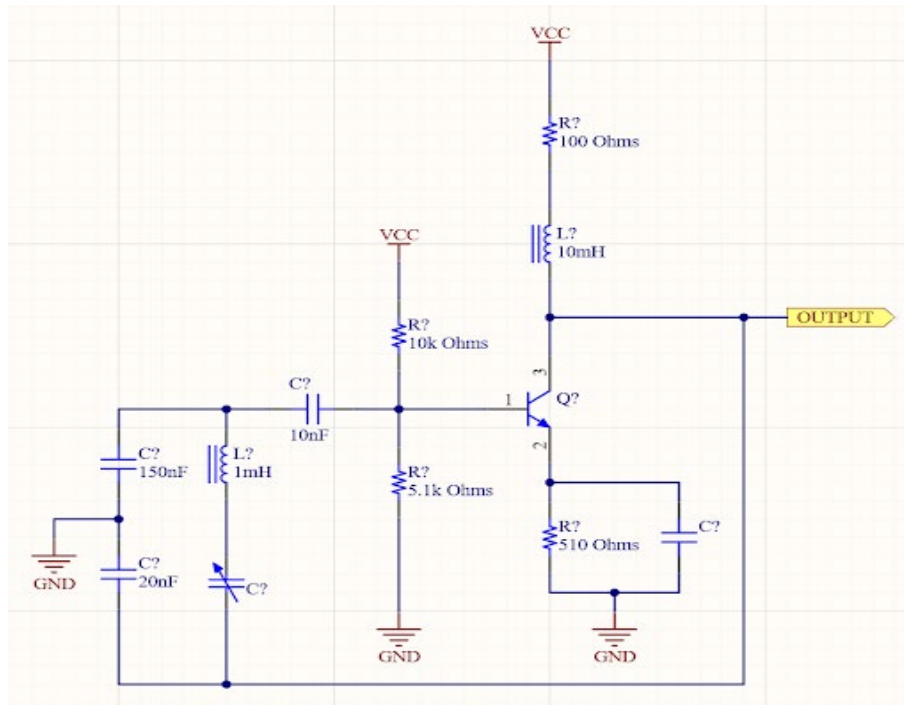 VCC
R?
100 Ohms
L?
10mH
VCC
OUTPUT
R?
10k Ohms
3
C?
10nF
1
Q?
2
C?
150nF
L?
1mH
R?
5.1k Ohms
R?
510 Ohms
C?
GND
C?
20nF
C?
GND
GND